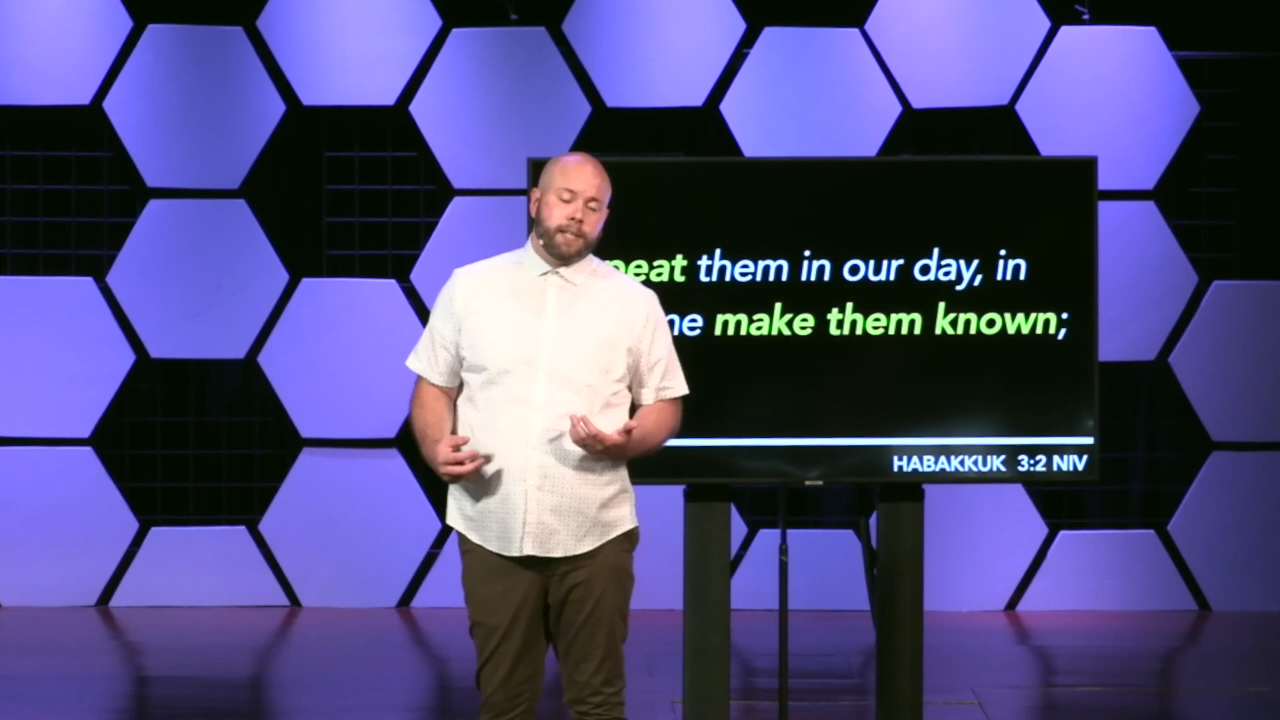 them in our day, in
make them known;
HABAKKUK 3:2 NIV